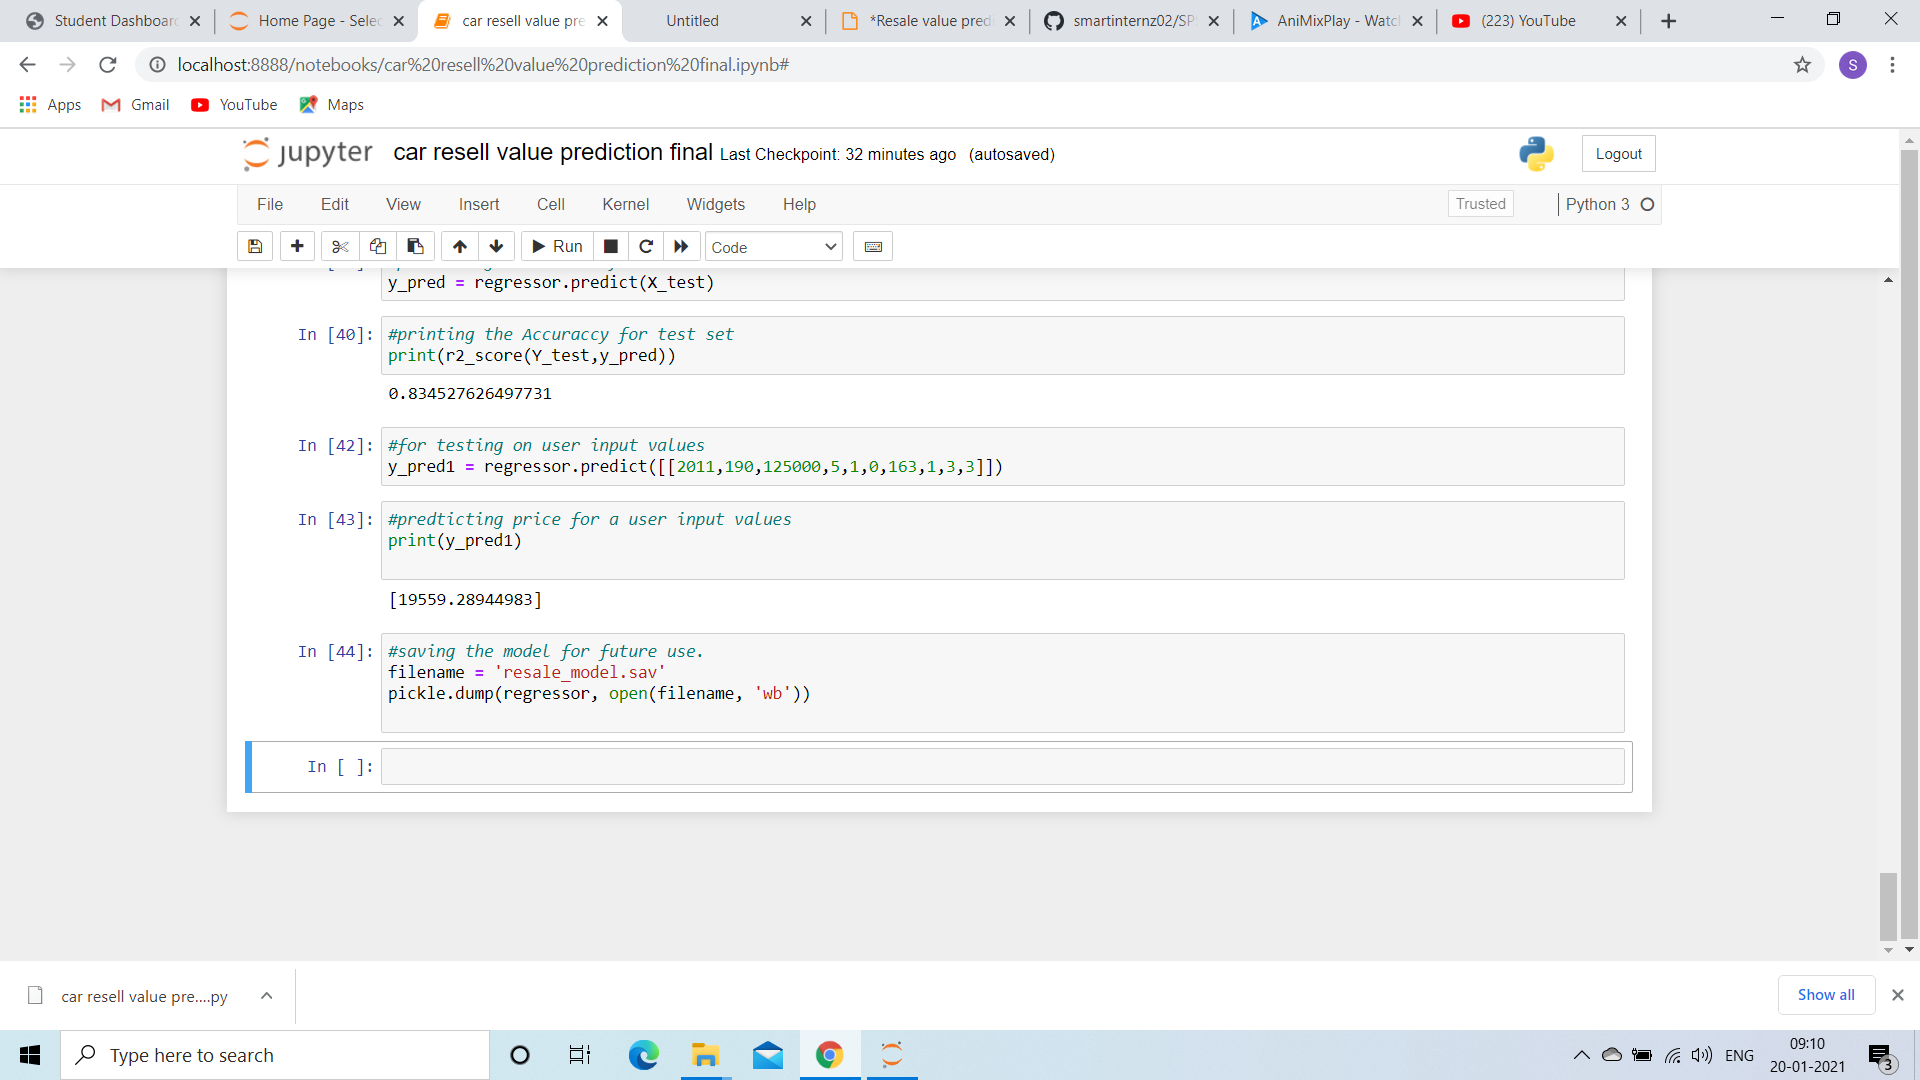 Student Dashboard
Home Page - Selec
car resell value pre
Untitled
*Resale value pred
smartinternz02/SPS
AniMixPlay - Watch
(223) YouTube
localhost:8888/notebooks/car%20resell%20value%20prediction%20final.ipynb#
S
Apps
Gmail
YouTube
Maps
jupyter
car resell value prediction final
Last Checkpoint: 32 minutes ago (autosaved)
Logout
File
Edit
View
Insert
Cell
Kernel
Widgets
Help
Trusted
Python 3
Run
Code
y_pred = regressor.predict(X_test)
In [40]:
#printing the Accuraccy for test set
print(r2_score(Y_test,y_pred))
0.834527626497731
In [42]:
#for testing on user input values
y_pred1 = regressor.predict([[2011,190,125000,5,1,0,163,1,3,3]])
In [43]:
#predticting price for a user input values
print(y_pred1)
[19559.28944983]
In [44]:
#saving the model for future use.
filename = 'resale_model.sav'
pickle.dump(regressor, open(filename, 'wb'))
In [ ]:
car resell value pre....py
Show all
Type here to search
ENG
09:10
20-01-2021
3